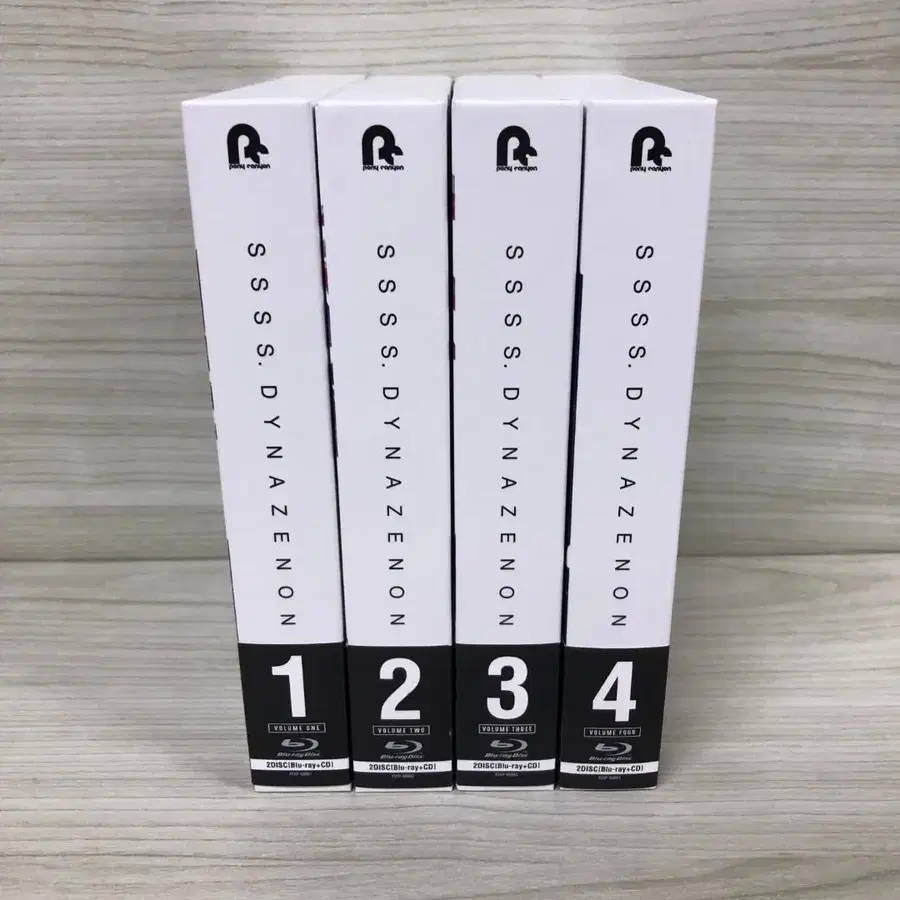 pony canyon
SSSS.DYNAZENON
1
VOLUME ONE
Blu-ray Disc
2DISC[Blu-ray+CD]
pony canyon
SSSS.DYNAZENON
2
VOLUME TWO
Blu-ray Disc
2DISC[Blu-ray+CD]
pony canyon
SSSS.DYNAZENON
3
VOLUME THREE
Blu-ray Disc
2DISC[Blu-ray+CD]
pony canyon
SSSS.DYNAZENON
4
VOLUME FOUR
Blu-ray Disc
2DISC[Blu-ray+CD]